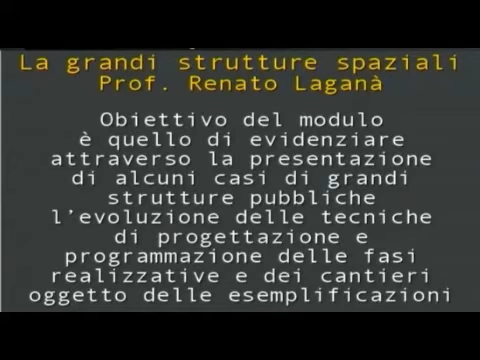 La grandi strutture spaziali
Prof. Renato Laganà
Obiettivo del modulo
è quello di evidenziare
attraverso la presentazione
di alcuni casi di grandi
strutture pubbliche
l'evoluzione delle tecniche
di progettazione e
programmazione delle fasi
realizzative e dei cantieri
oggetto delle esemplificazioni